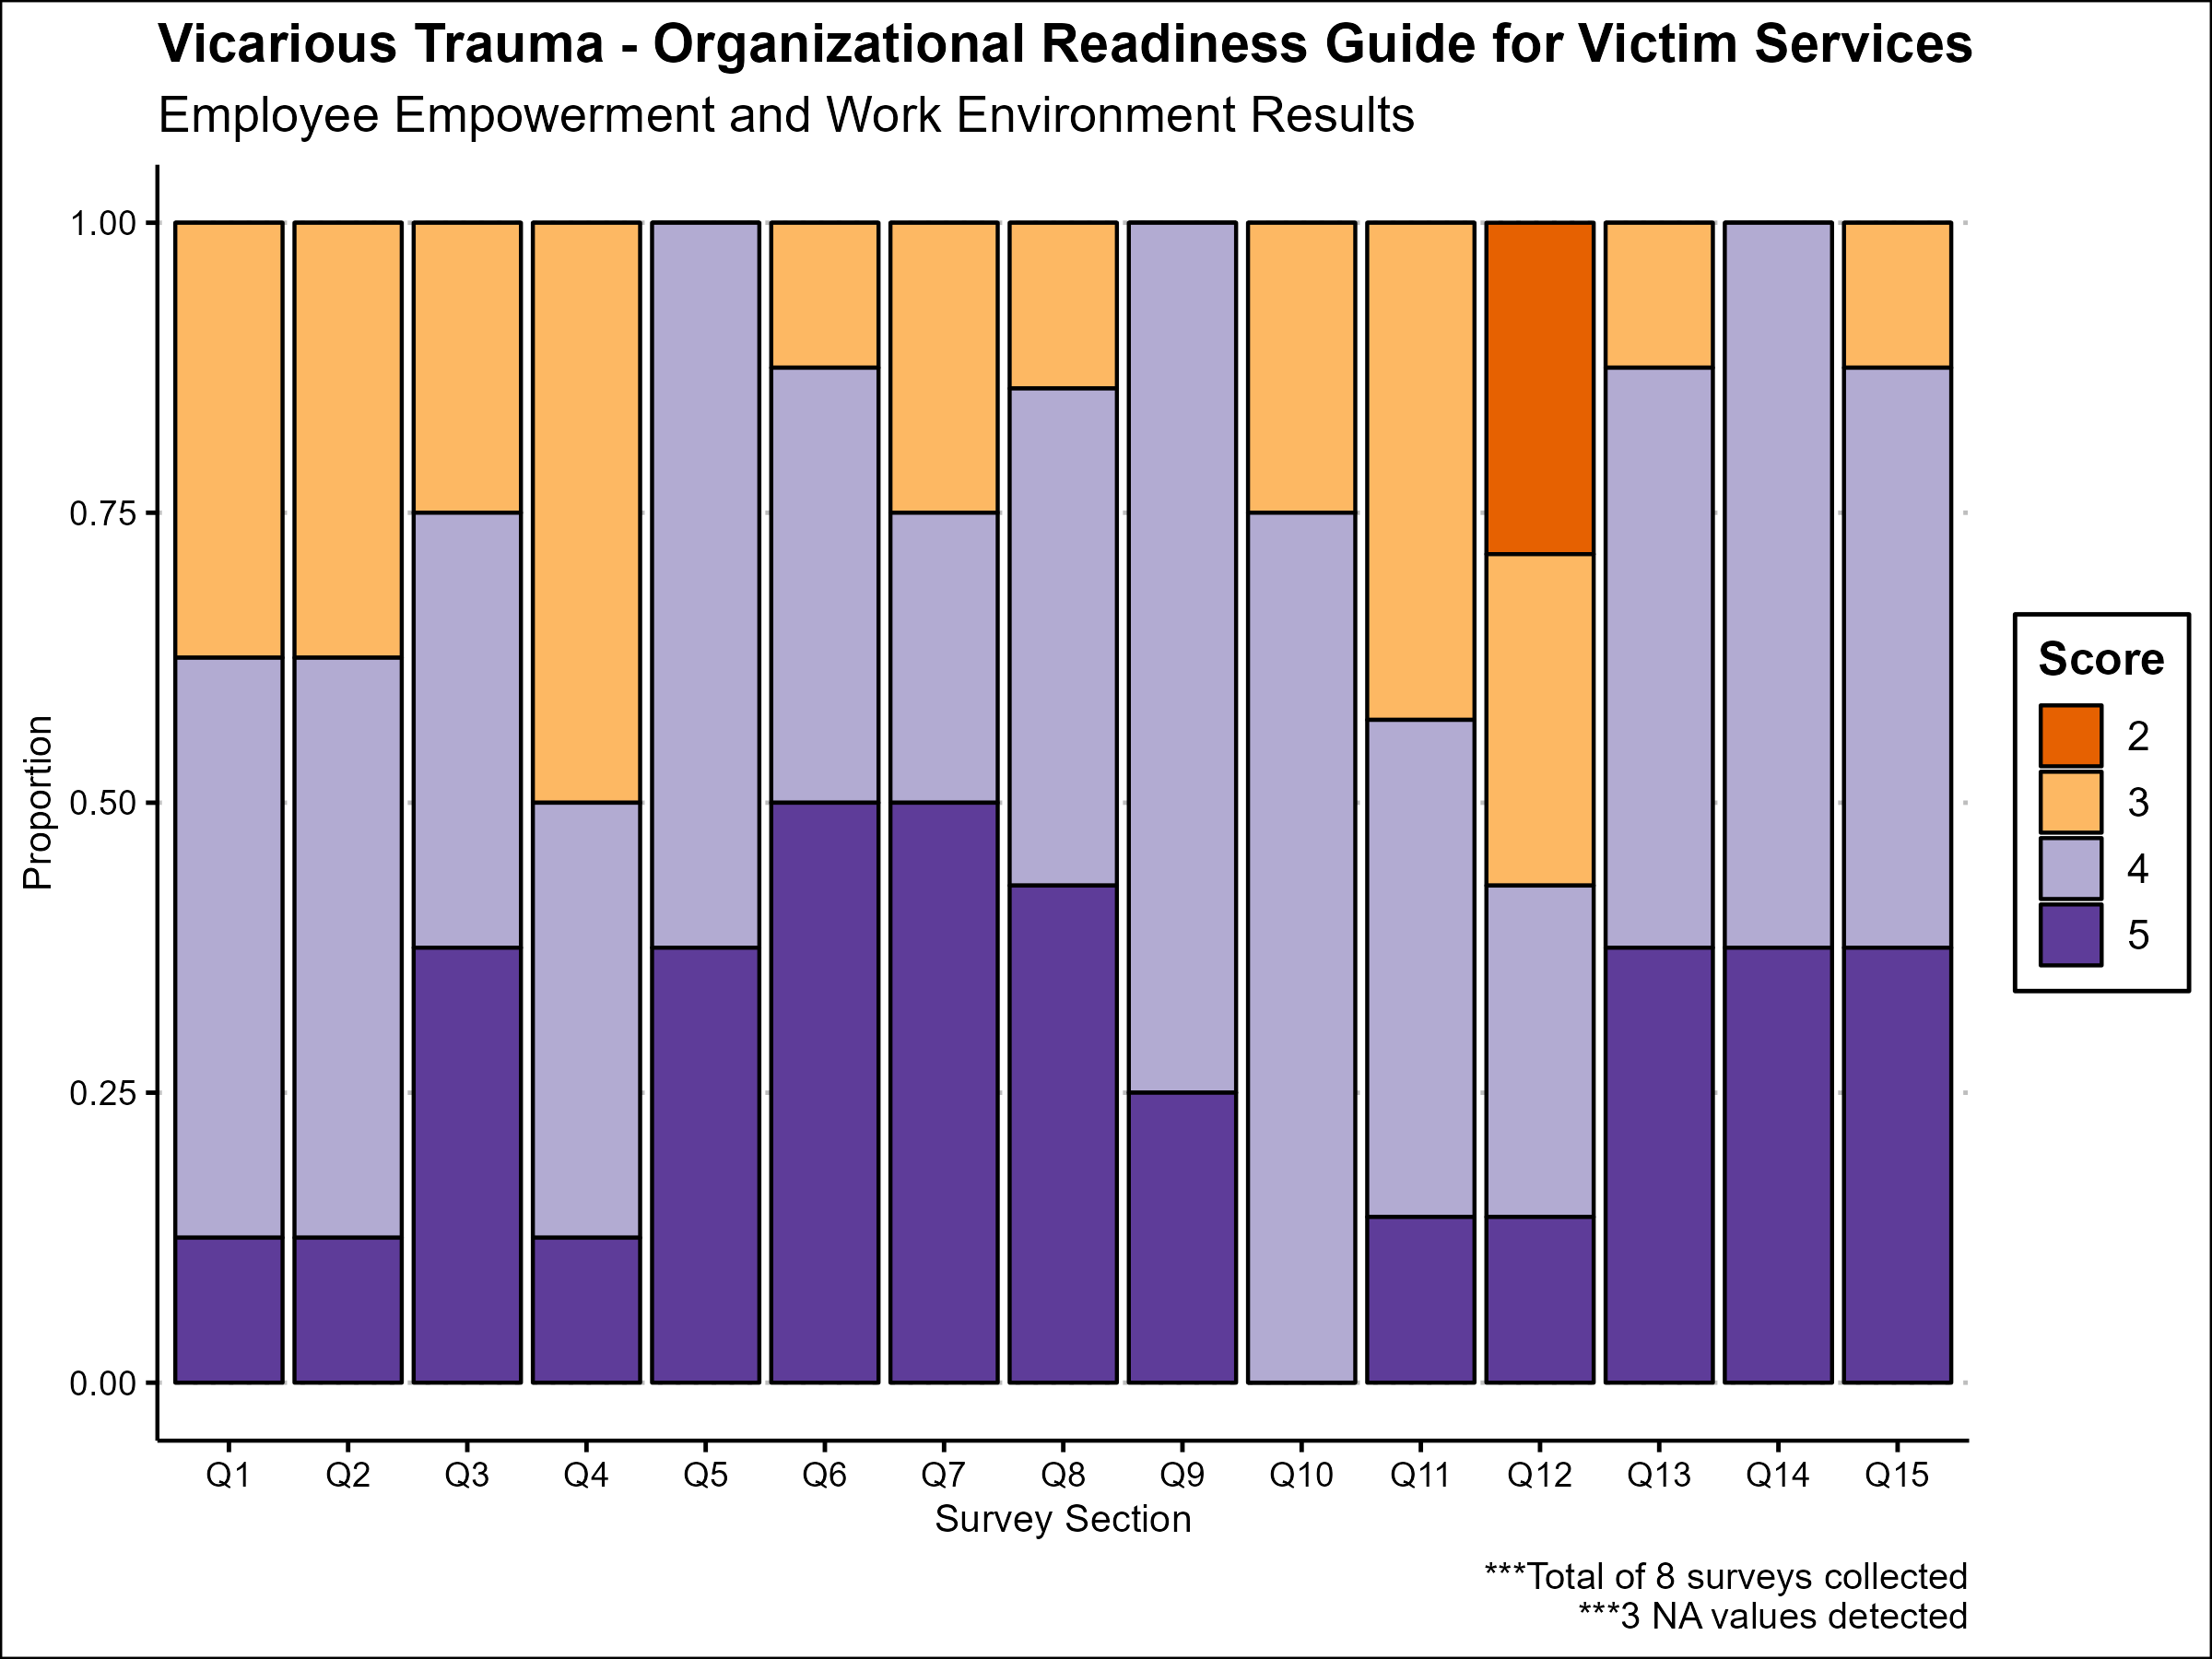 Vicarious Trauma - Organizational Readiness Guide for Victim Services
Employee Empowerment and Work Environment Results
Proportion
1.00
0.75
0.50
0.25
0.00
Q1 Q2 Q3 Q4 Q5 Q6 Q7 Q8 Q9 Q10 Q11 Q12 Q13 Q14 Q15
Survey Section
Score
2
3
4
5
***Total of 8 surveys collected
***3 NA values detected